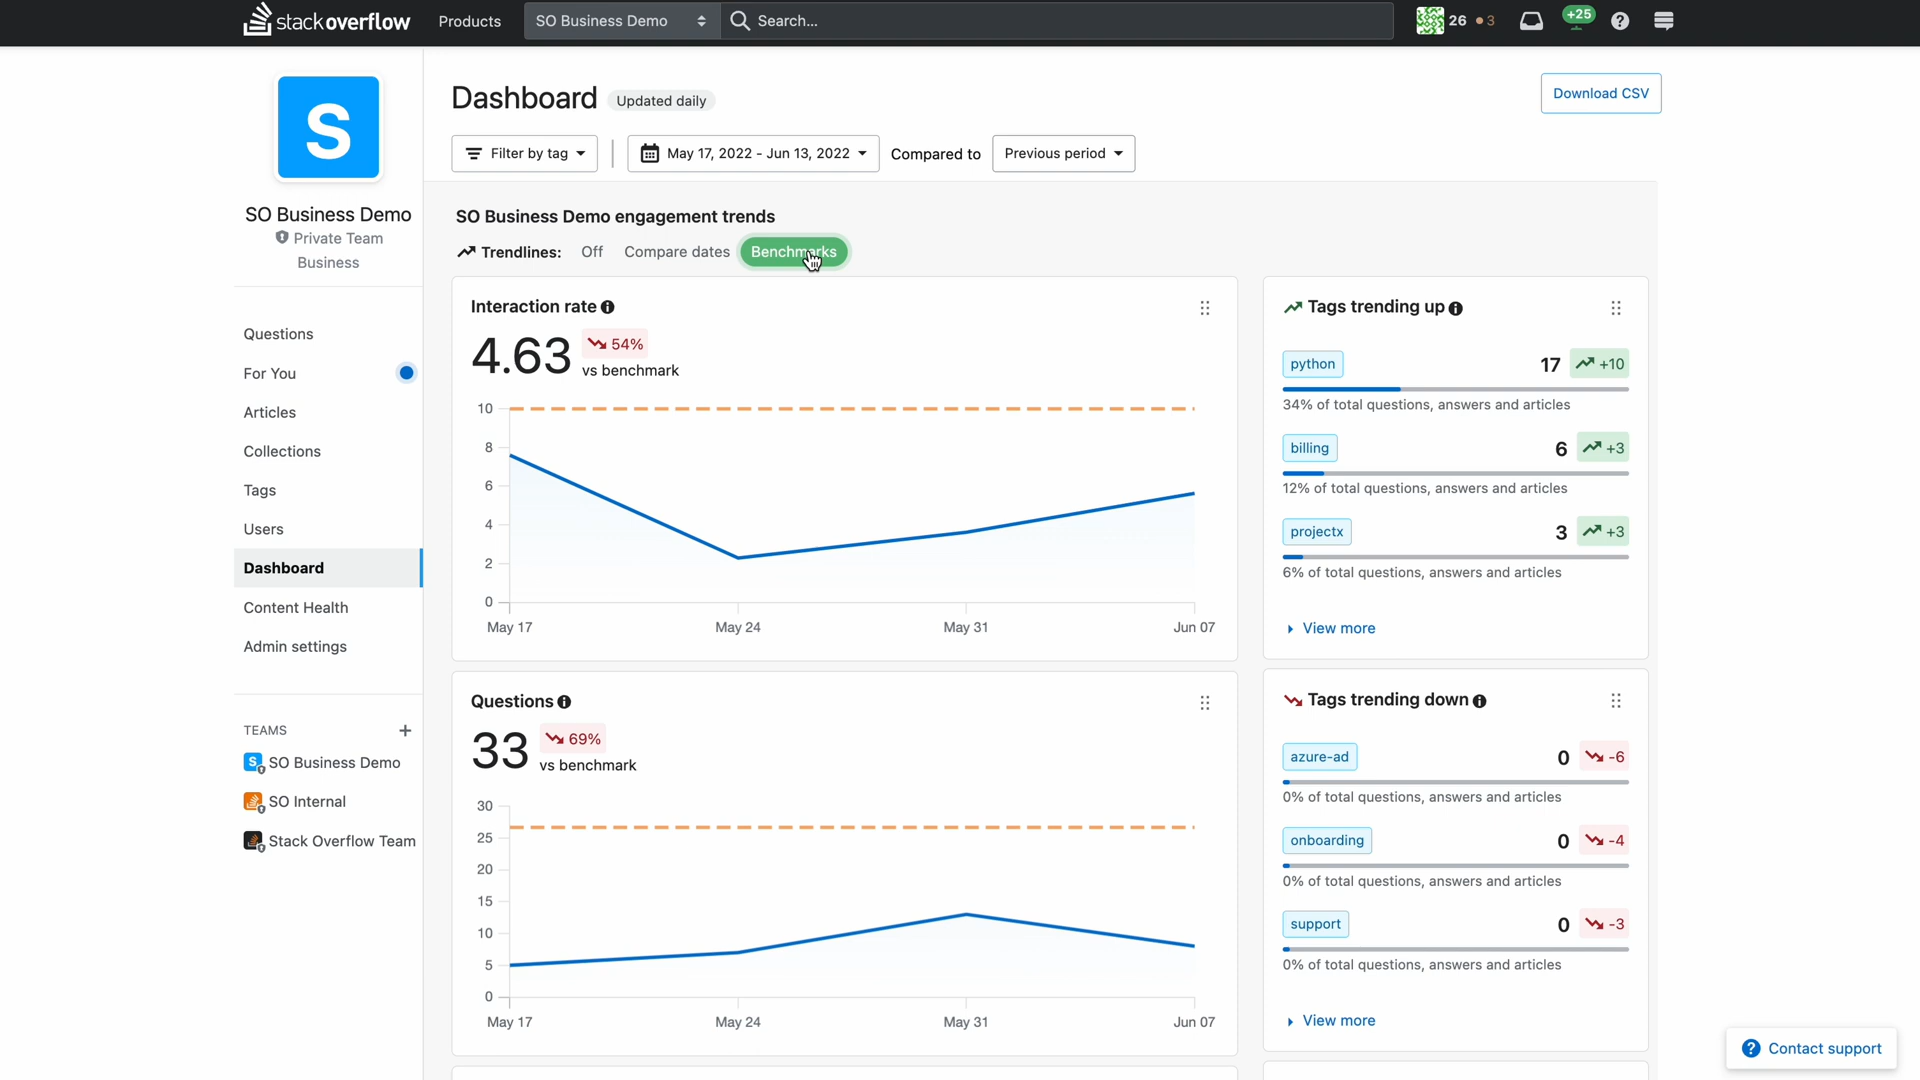 stackoverflow Products SO Business Demo Search... 26 3 +25
S
SO Business Demo
Private Team
Business
Questions
For You
Articles
Collections
Tags
Users
Dashboard
Content Health
Admin settings
TEAMS +
S SO Business Demo
SO Internal
Stack Overflow Team
Dashboard Updated daily
Download CSV
Filter by tag May 17, 2022 - Jun 13, 2022 Compared to Previous period
SO Business Demo engagement trends
Trendlines: Off Compare dates Benchmarks
Interaction rate
4.63 54%
vs benchmark
10
8
6
4
2
0
May 17 May 24 May 31 Jun 07
Questions
33 69%
vs benchmark
30
25
20
15
10
5
0
May 17 May 24 May 31 Jun 07
Tags trending up
python 17 +10
34% of total questions, answers and articles
billing 6 +3
12% of total questions, answers and articles
projectx 3 +3
6% of total questions, answers and articles
View more
Tags trending down
azure-ad 0 -6
0% of total questions, answers and articles
onboarding 0 -4
0% of total questions, answers and articles
support 0 -3
0% of total questions, answers and articles
View more
? Contact support